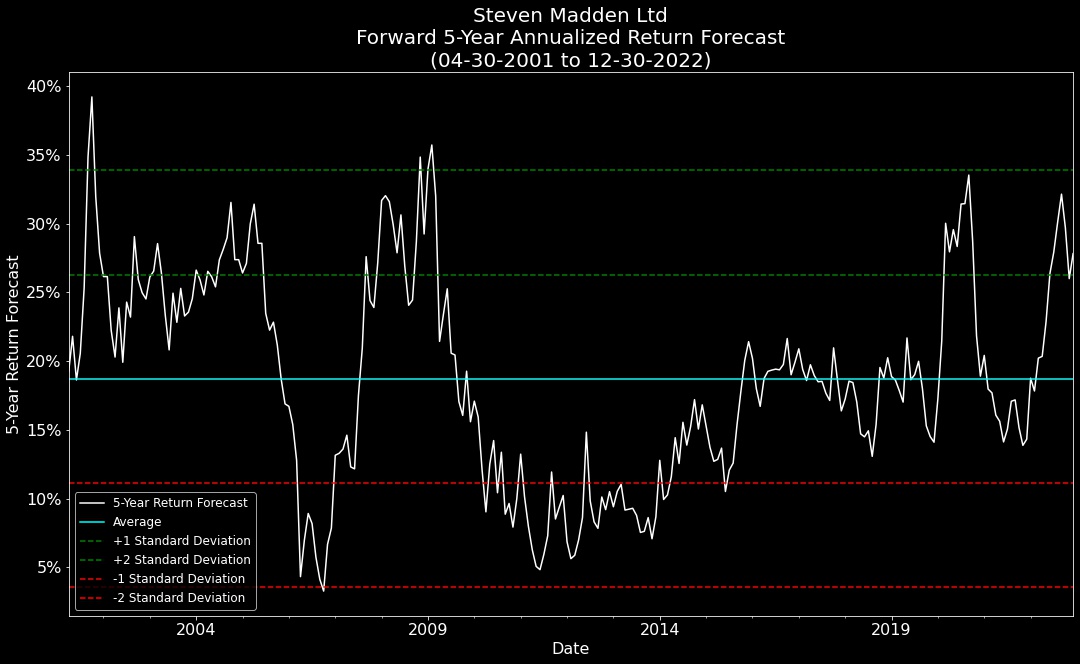 Steven Madden Ltd
Forward 5-Year Annualized Return Forecast
(04-30-2001 to 12-30-2022)
40%
35%
30%
25%
20%
15%
10%
5%
5-Year Return Forecast
5-Year Return Forecast
Average
+1 Standard Deviation
+2 Standard Deviation
-1 Standard Deviation
-2 Standard Deviation
2004
2009
2014
2019
Date